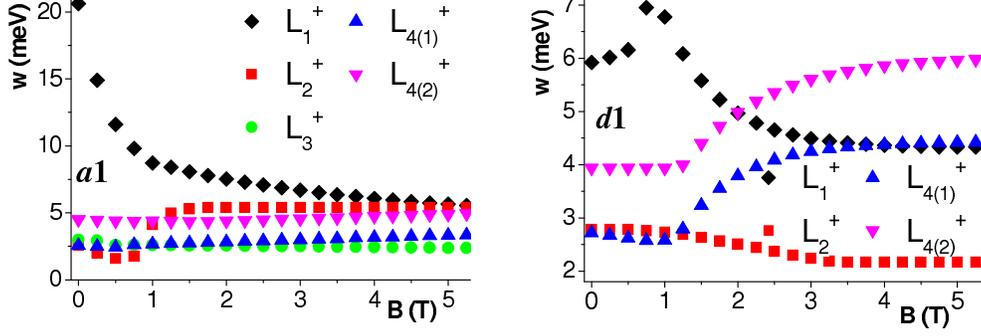 w (meV)
20
15
10
5
0
a1
L1+
L2+
L3+
L4(1)+
L4(2)+
0 1 2 3 4 5
B (T)
w (meV)
7
6
5
4
3
2
d1
L1+
L2+
L4(1)+
L4(2)+
0 1 2 3 4 5
B (T)